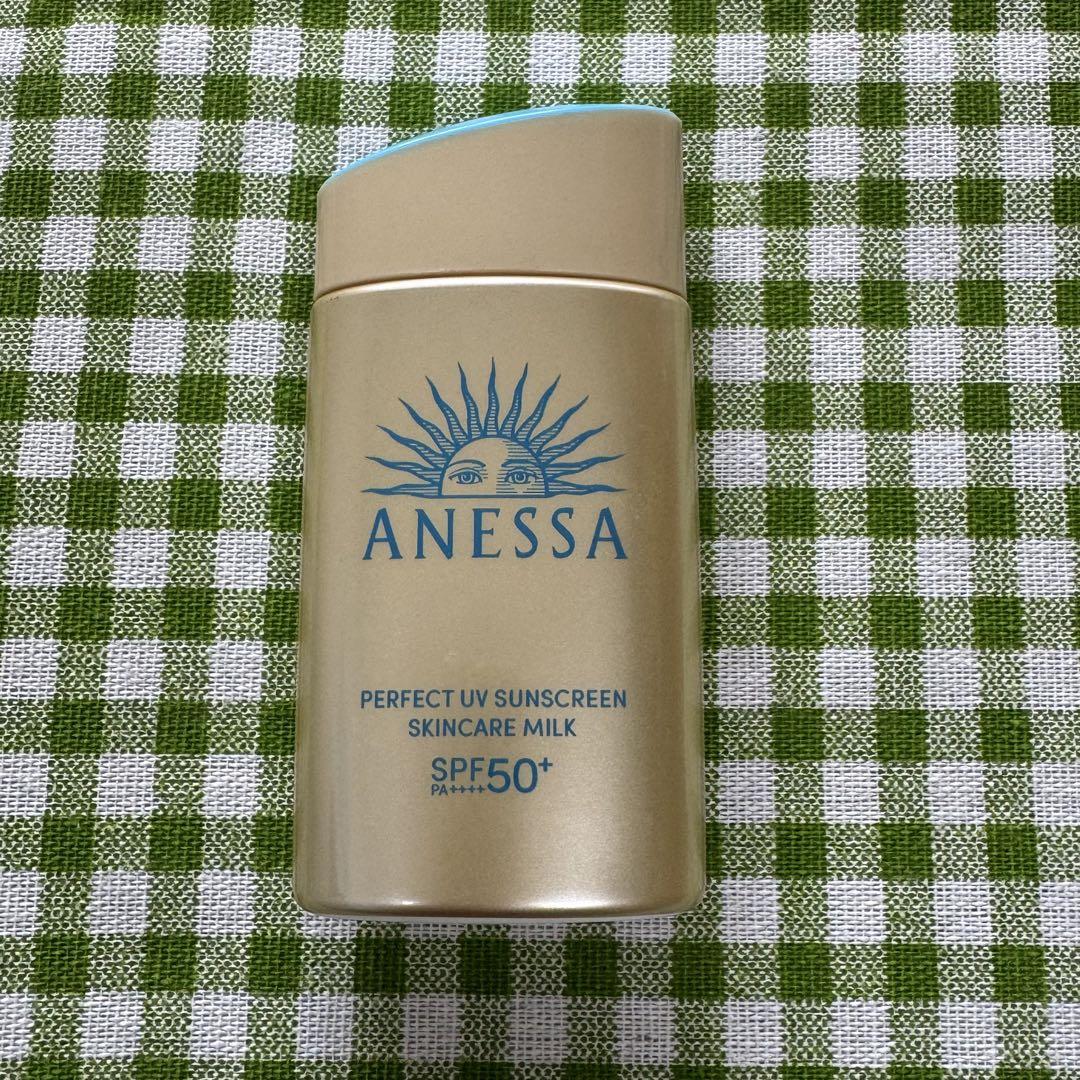 ANESSA
PERFECT UV SUNSCREEN
SKINCARE MILK
SPF50+
PA++++